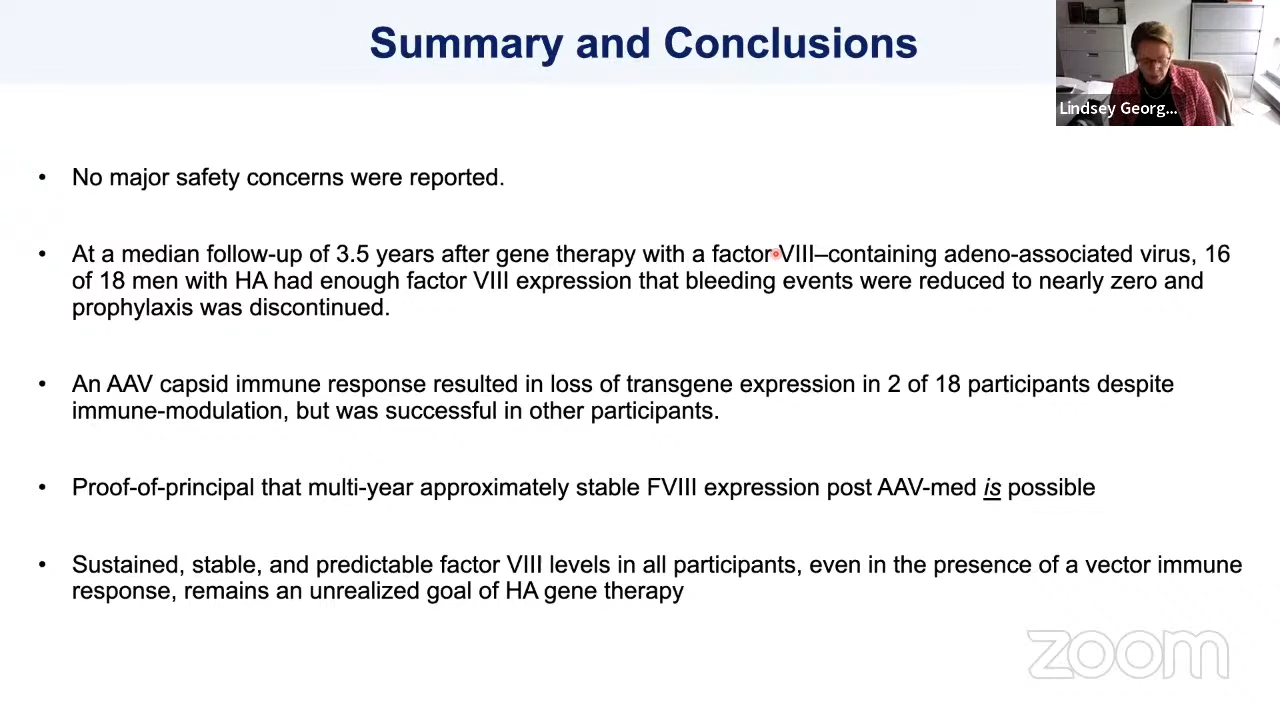 Summary and Conclusions
Lindsey Georg...
• No major safety concerns were reported.
• At a median follow-up of 3.5 years after gene therapy with a factor VIII–containing adeno-associated virus, 16
of 18 men with HA had enough factor VIII expression that bleeding events were reduced to nearly zero and
prophylaxis was discontinued.
• An AAV capsid immune response resulted in loss of transgene expression in 2 of 18 participants despite
immune-modulation, but was successful in other participants.
• Proof-of-principal that multi-year approximately stable FVIII expression post AAV-med is possible
• Sustained, stable, and predictable factor VIII levels in all participants, even in the presence of a vector immune
response, remains an unrealized goal of HA gene therapy
zoom